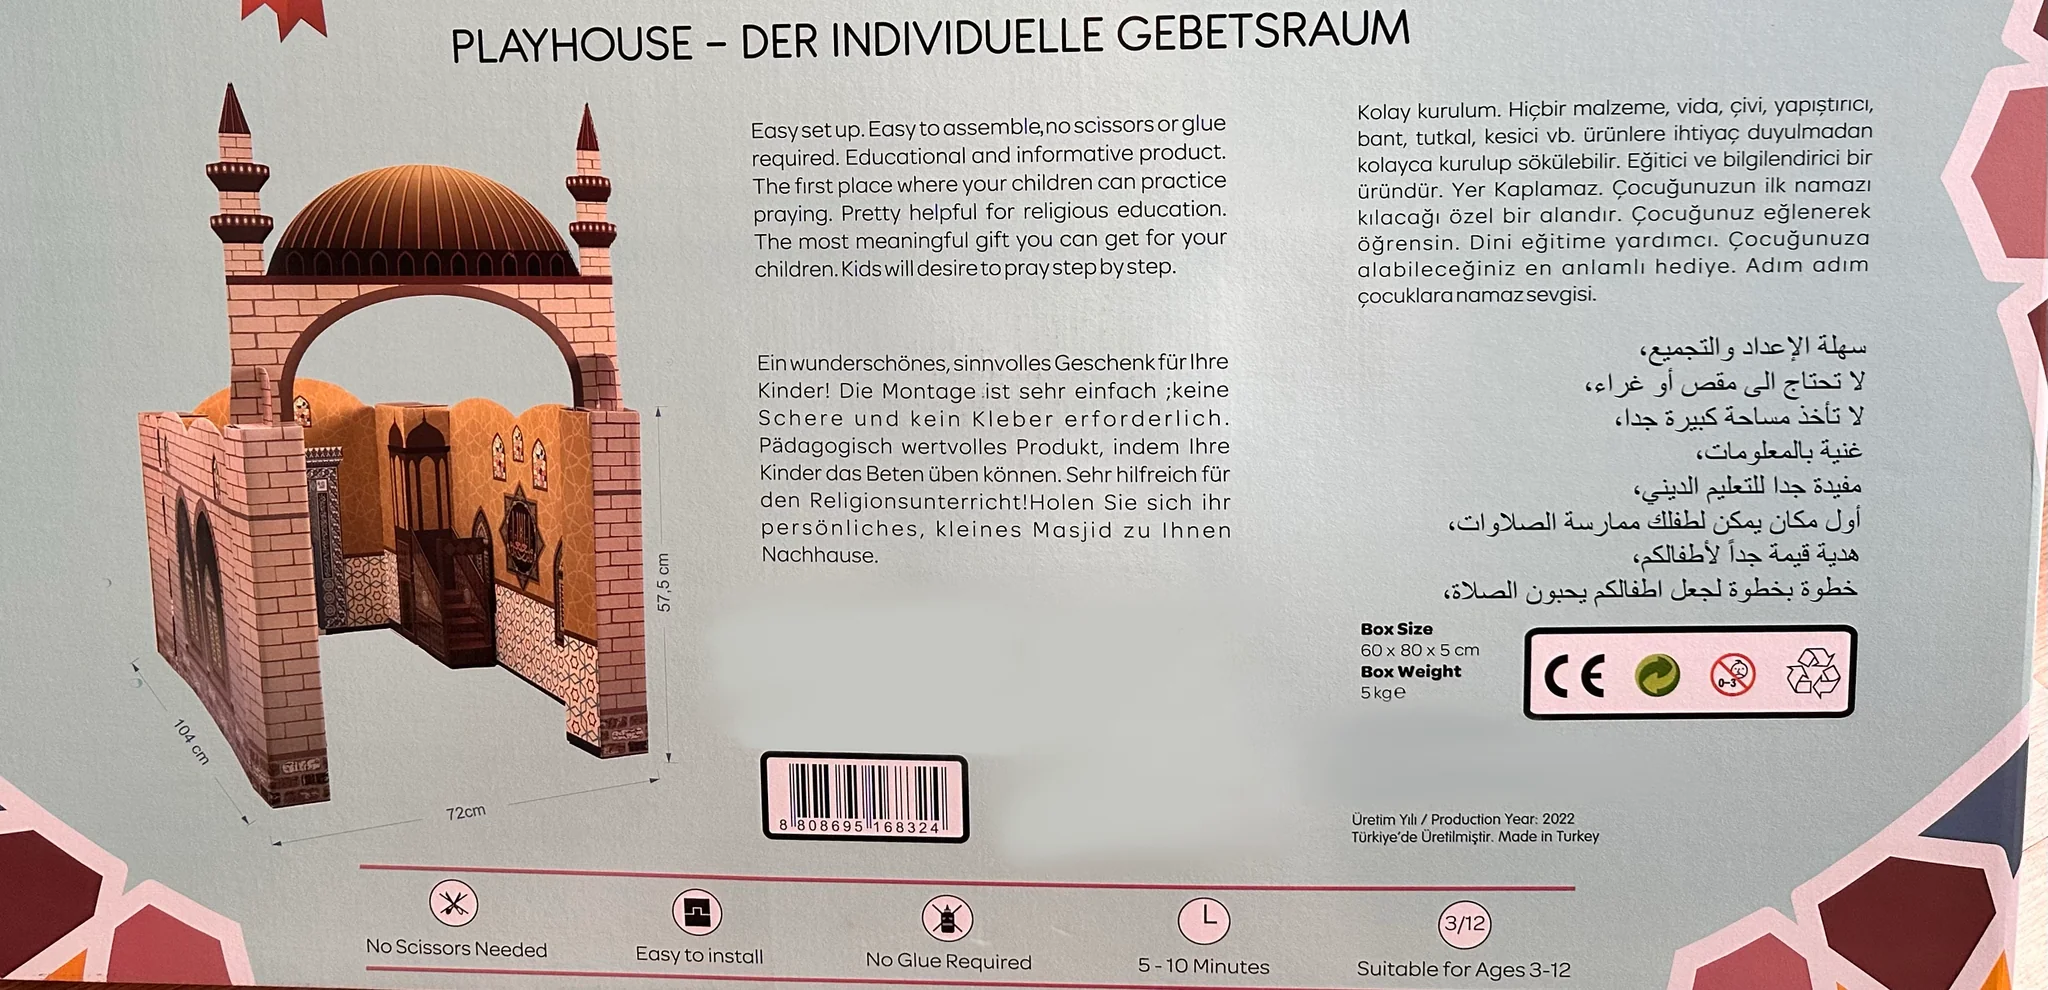 PLAYHOUSE – DER INDIVIDUELLE GEBETSRAUM
Easy set up. Easy to assemble, no scissors or glue
required. Educational and informative product.
The first place where your children can practice
praying. Pretty helpful for religious education.
The most meaningful gift you can get for your
children. Kids will desire to pray step by step.
Ein wunderschönes, sinnvolles Geschenk für Ihre
Kinder! Die Montage ist sehr einfach ;keine
Schere und kein Kleber erforderlich.
Pädagogisch wertvolles Produkt, indem Ihre
Kinder das Beten üben können. Sehr hilfreich für
den Religionsunterricht!Holen Sie sich ihr
persönliches, kleines Masjid zu Ihnen
Nachhause.
Kolay kurulum. Hiçbir malzeme, vida, çivi, yapıştırıcı,
bant, tutkal, kesici vb. ürünlere ihtiyaç duyulmadan
kolayca kurulup sökülebilir. Eğitici ve bilgilendirici bir
üründür. Yer Kaplamaz. Çocuğunuzun ilk namazı
kılacağı özel bir alandır. Çocuğunuz eğlenerek
öğrensin. Dini eğitime yardımcı. Çocuğunuza
alabileceğiniz en anlamlı hediye. Adım adım
çocuklara namaz sevgisi.
سهلة الإعداد والتجميع،
لا تحتاج الى مقص أو غراء،
لا تأخذ مساحة كبيرة جدا،
غنية بالمعلومات،
مفيدة جدا للتعليم الديني،
أول مكان يمكن لطفلك ممارسة الصلاوات،
هدية قيمة جداً لأطفالكم،
خطوة بخطوة لجعل اطفالكم يحبون الصلاة،
57,5 cm
104 cm
72cm
Box Size
60 x 80 x 5 cm
Box Weight
5 kg e
CE
0-3
8 808695 168324
Üretim Yılı / Production Year: 2022
Türkiye'de Üretilmiştir. Made in Turkey
No Scissors Needed
Easy to install
No Glue Required
5 - 10 Minutes
3/12
Suitable for Ages 3-12